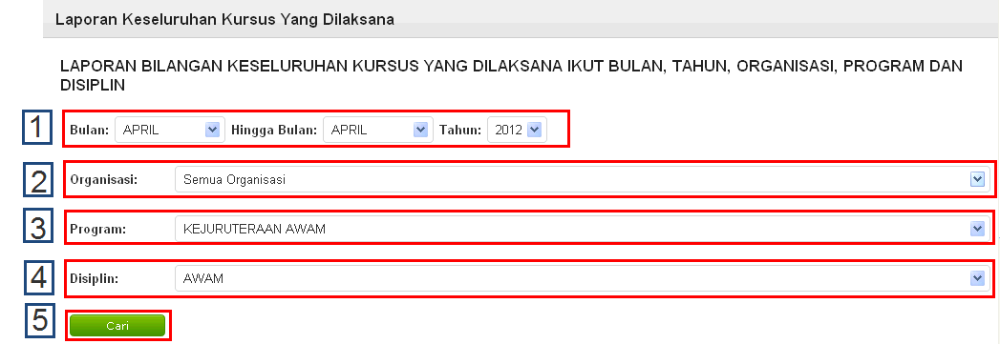 Laporan Keseluruhan Kursus Yang Dilaksana
LAPORAN BILANGAN KESELURUHAN KURSUS YANG DILAKSANA IKUT BULAN, TAHUN, ORGANISASI, PROGRAM DAN
DISIPLIN
1 Bulan: APRIL Hingga Bulan: APRIL Tahun: 2012
2 Organisasi: Semua Organisasi
3 Program: KEJURUTERAAN AWAM
4 Disiplin: AWAM
5 Cari